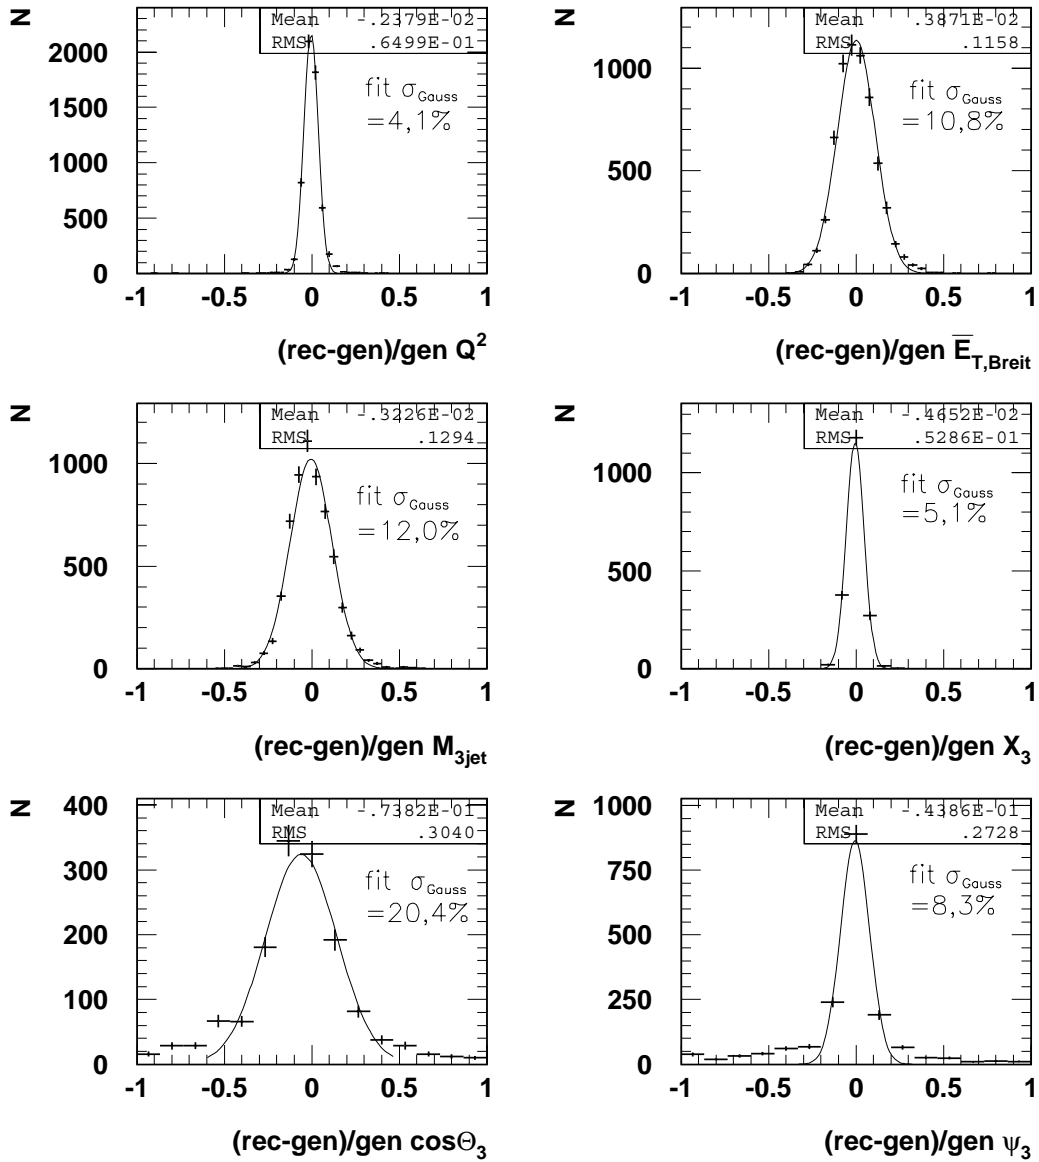 N
Mean -.2379E-02
RMS .6499E-01
fit σGauss
=4,1%
2000
1500
1000
500
0
-1 -0.5 0 0.5 1
(rec-gen)/gen Q²
N
Mean .3871E-02
RMS .1158
fit σGauss
=10,8%
1000
500
0
-1 -0.5 0 0.5 1
(rec-gen)/gen E̅T,Breit
N
Mean -.3226E-02
RMS .1294
fit σGauss
=12,0%
1000
500
0
-1 -0.5 0 0.5 1
(rec-gen)/gen M3jet
N
Mean -.4652E-02
RMS .5286E-01
fit σGauss
=5,1%
1000
500
0
-1 -0.5 0 0.5 1
(rec-gen)/gen X3
N
Mean -.7382E-01
RMS .3040
fit σGauss
=20,4%
400
300
200
100
0
-1 -0.5 0 0.5 1
(rec-gen)/gen cosΘ3
N
Mean -.4386E-01
RMS .2728
fit σGauss
=8,3%
1000
750
500
250
0
-1 -0.5 0 0.5 1
(rec-gen)/gen ψ3